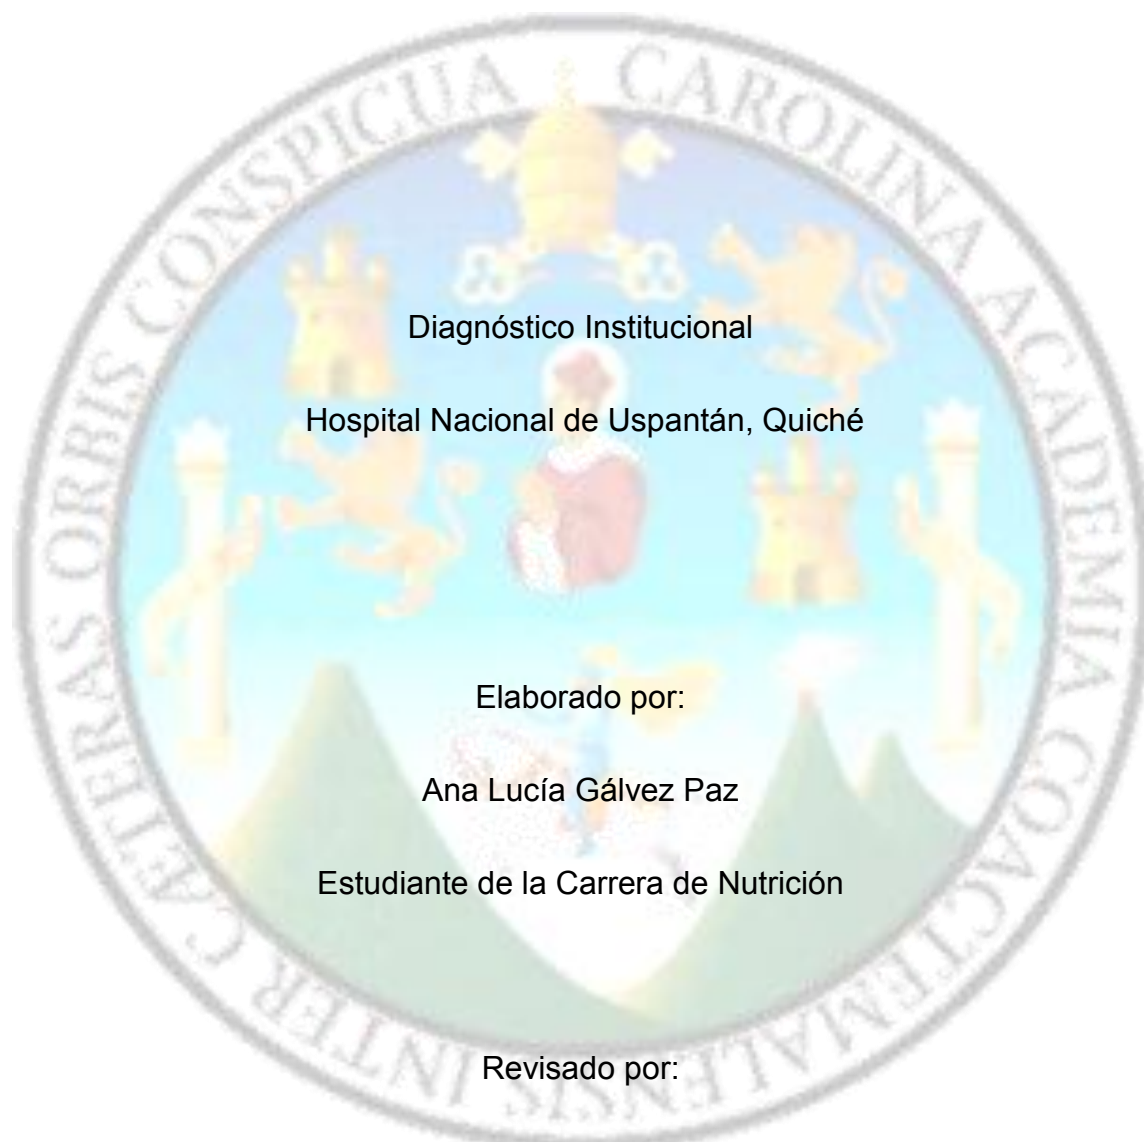 CAROLINA ACADEMIA COACTEMALENSIS INTER CÆTERAS ORBIS CONSPICUA
Diagnóstico Institucional
Hospital Nacional de Uspantán, Quiché
Elaborado por:
Ana Lucía Gálvez Paz
Estudiante de la Carrera de Nutrición
Revisado por: